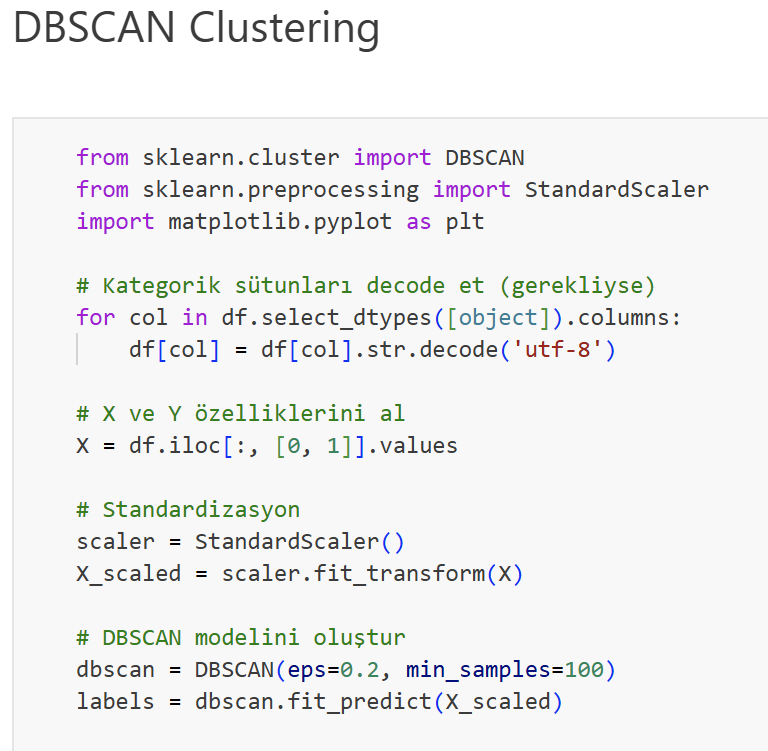 DBSCAN Clustering
from sklearn.cluster import DBSCAN
from sklearn.preprocessing import StandardScaler
import matplotlib.pyplot as plt
# Kategorik sütunları decode et (gerekliyse)
for col in df.select_dtypes([object]).columns:
    df[col] = df[col].str.decode('utf-8')
# X ve Y özelliklerini al
X = df.iloc[:, [0, 1]].values
# Standardizasyon
scaler = StandardScaler()
X_scaled = scaler.fit_transform(X)
# DBSCAN modelini oluştur
dbscan = DBSCAN(eps=0.2, min_samples=100)
labels = dbscan.fit_predict(X_scaled)